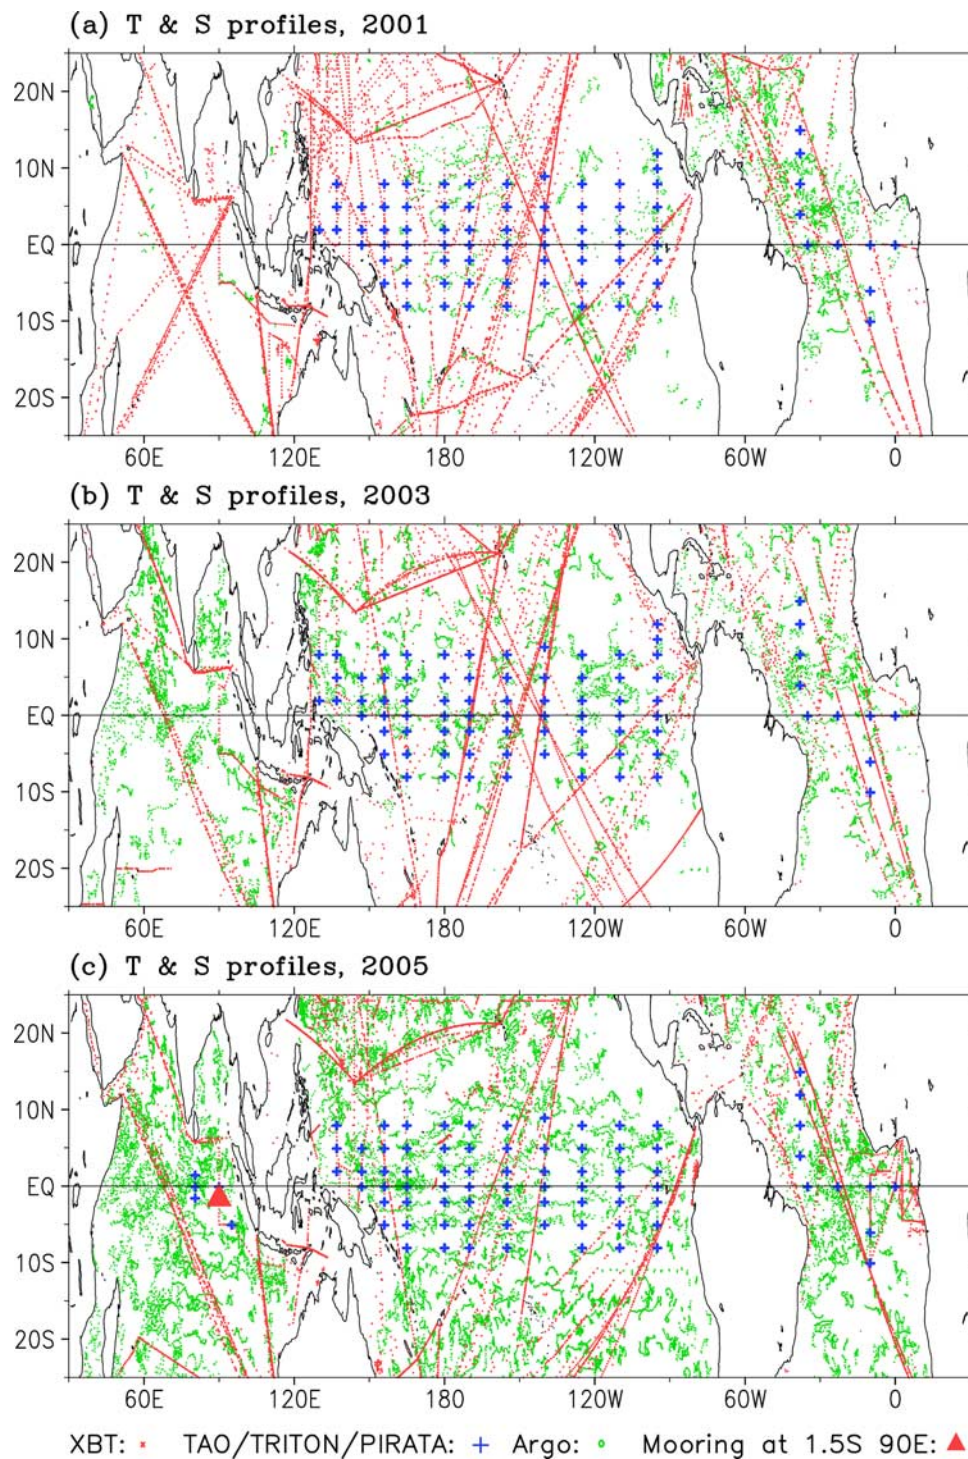 (a) T & S profiles, 2001
20N
10N
EQ
10S
20S
60E 120E 180 120W 60W 0
(b) T & S profiles, 2003
20N
10N
EQ
10S
20S
60E 120E 180 120W 60W 0
(c) T & S profiles, 2005
20N
10N
EQ
10S
20S
60E 120E 180 120W 60W 0
XBT: TAO/TRITON/PIRATA: Argo: Mooring at 1.5S 90E: